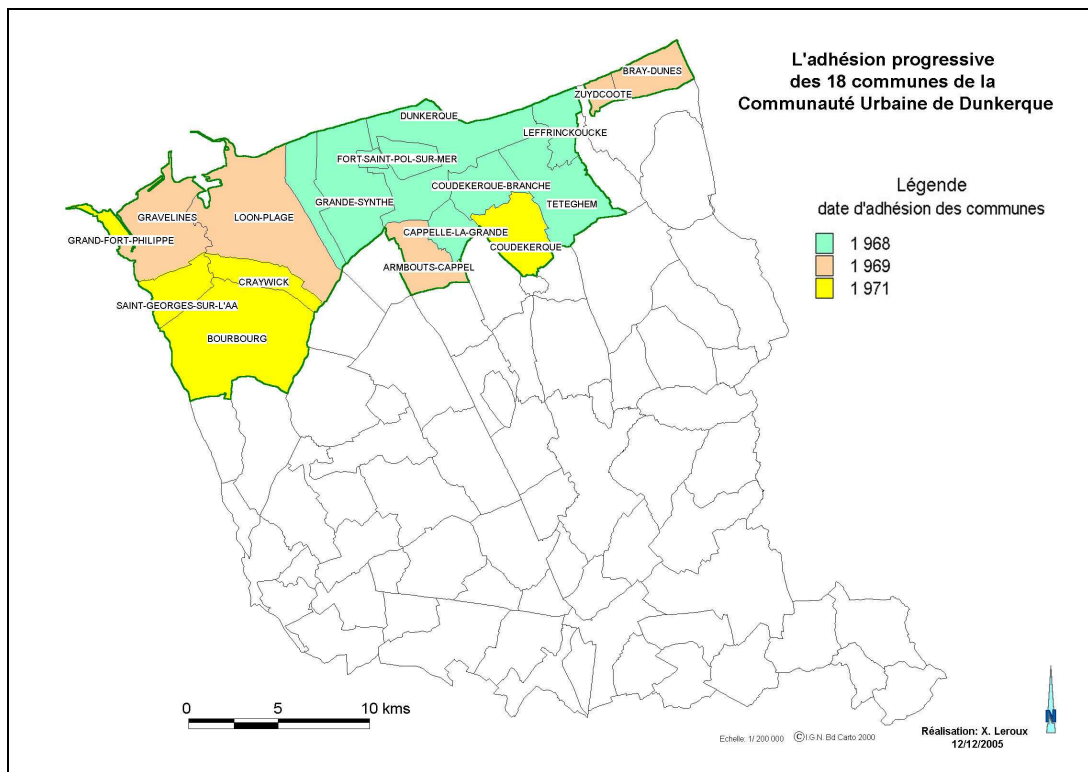 L'adhésion progressive
des 18 communes de la
Communauté Urbaine de Dunkerque
BRAY-DUNES
ZUYDCOOTE
DUNKERQUE
LEFFRINCKOUCKE
FORT-SAINT-POL-SUR-MER
COUDEKERQUE-BRANCHE
GRANDE-SYNTHE
TETEGHEM
GRAVELINES
LOON-PLAGE
CAPPELLE-LA-GRANDE
GRAND-FORT-PHILIPPE
COUDEKERQUE
ARMBOUTS-CAPPEL
CRAYWICK
SAINT-GEORGES-SUR-L'AA
BOURBOURG
Légende
date d'adhésion des communes
1 968
1 969
1 971
0 5 10 kms
N
Echelle: 1/ 200 000 © I.G.N. Bd Carto 2000
Réalisation: X. Leroux
12/12/2005